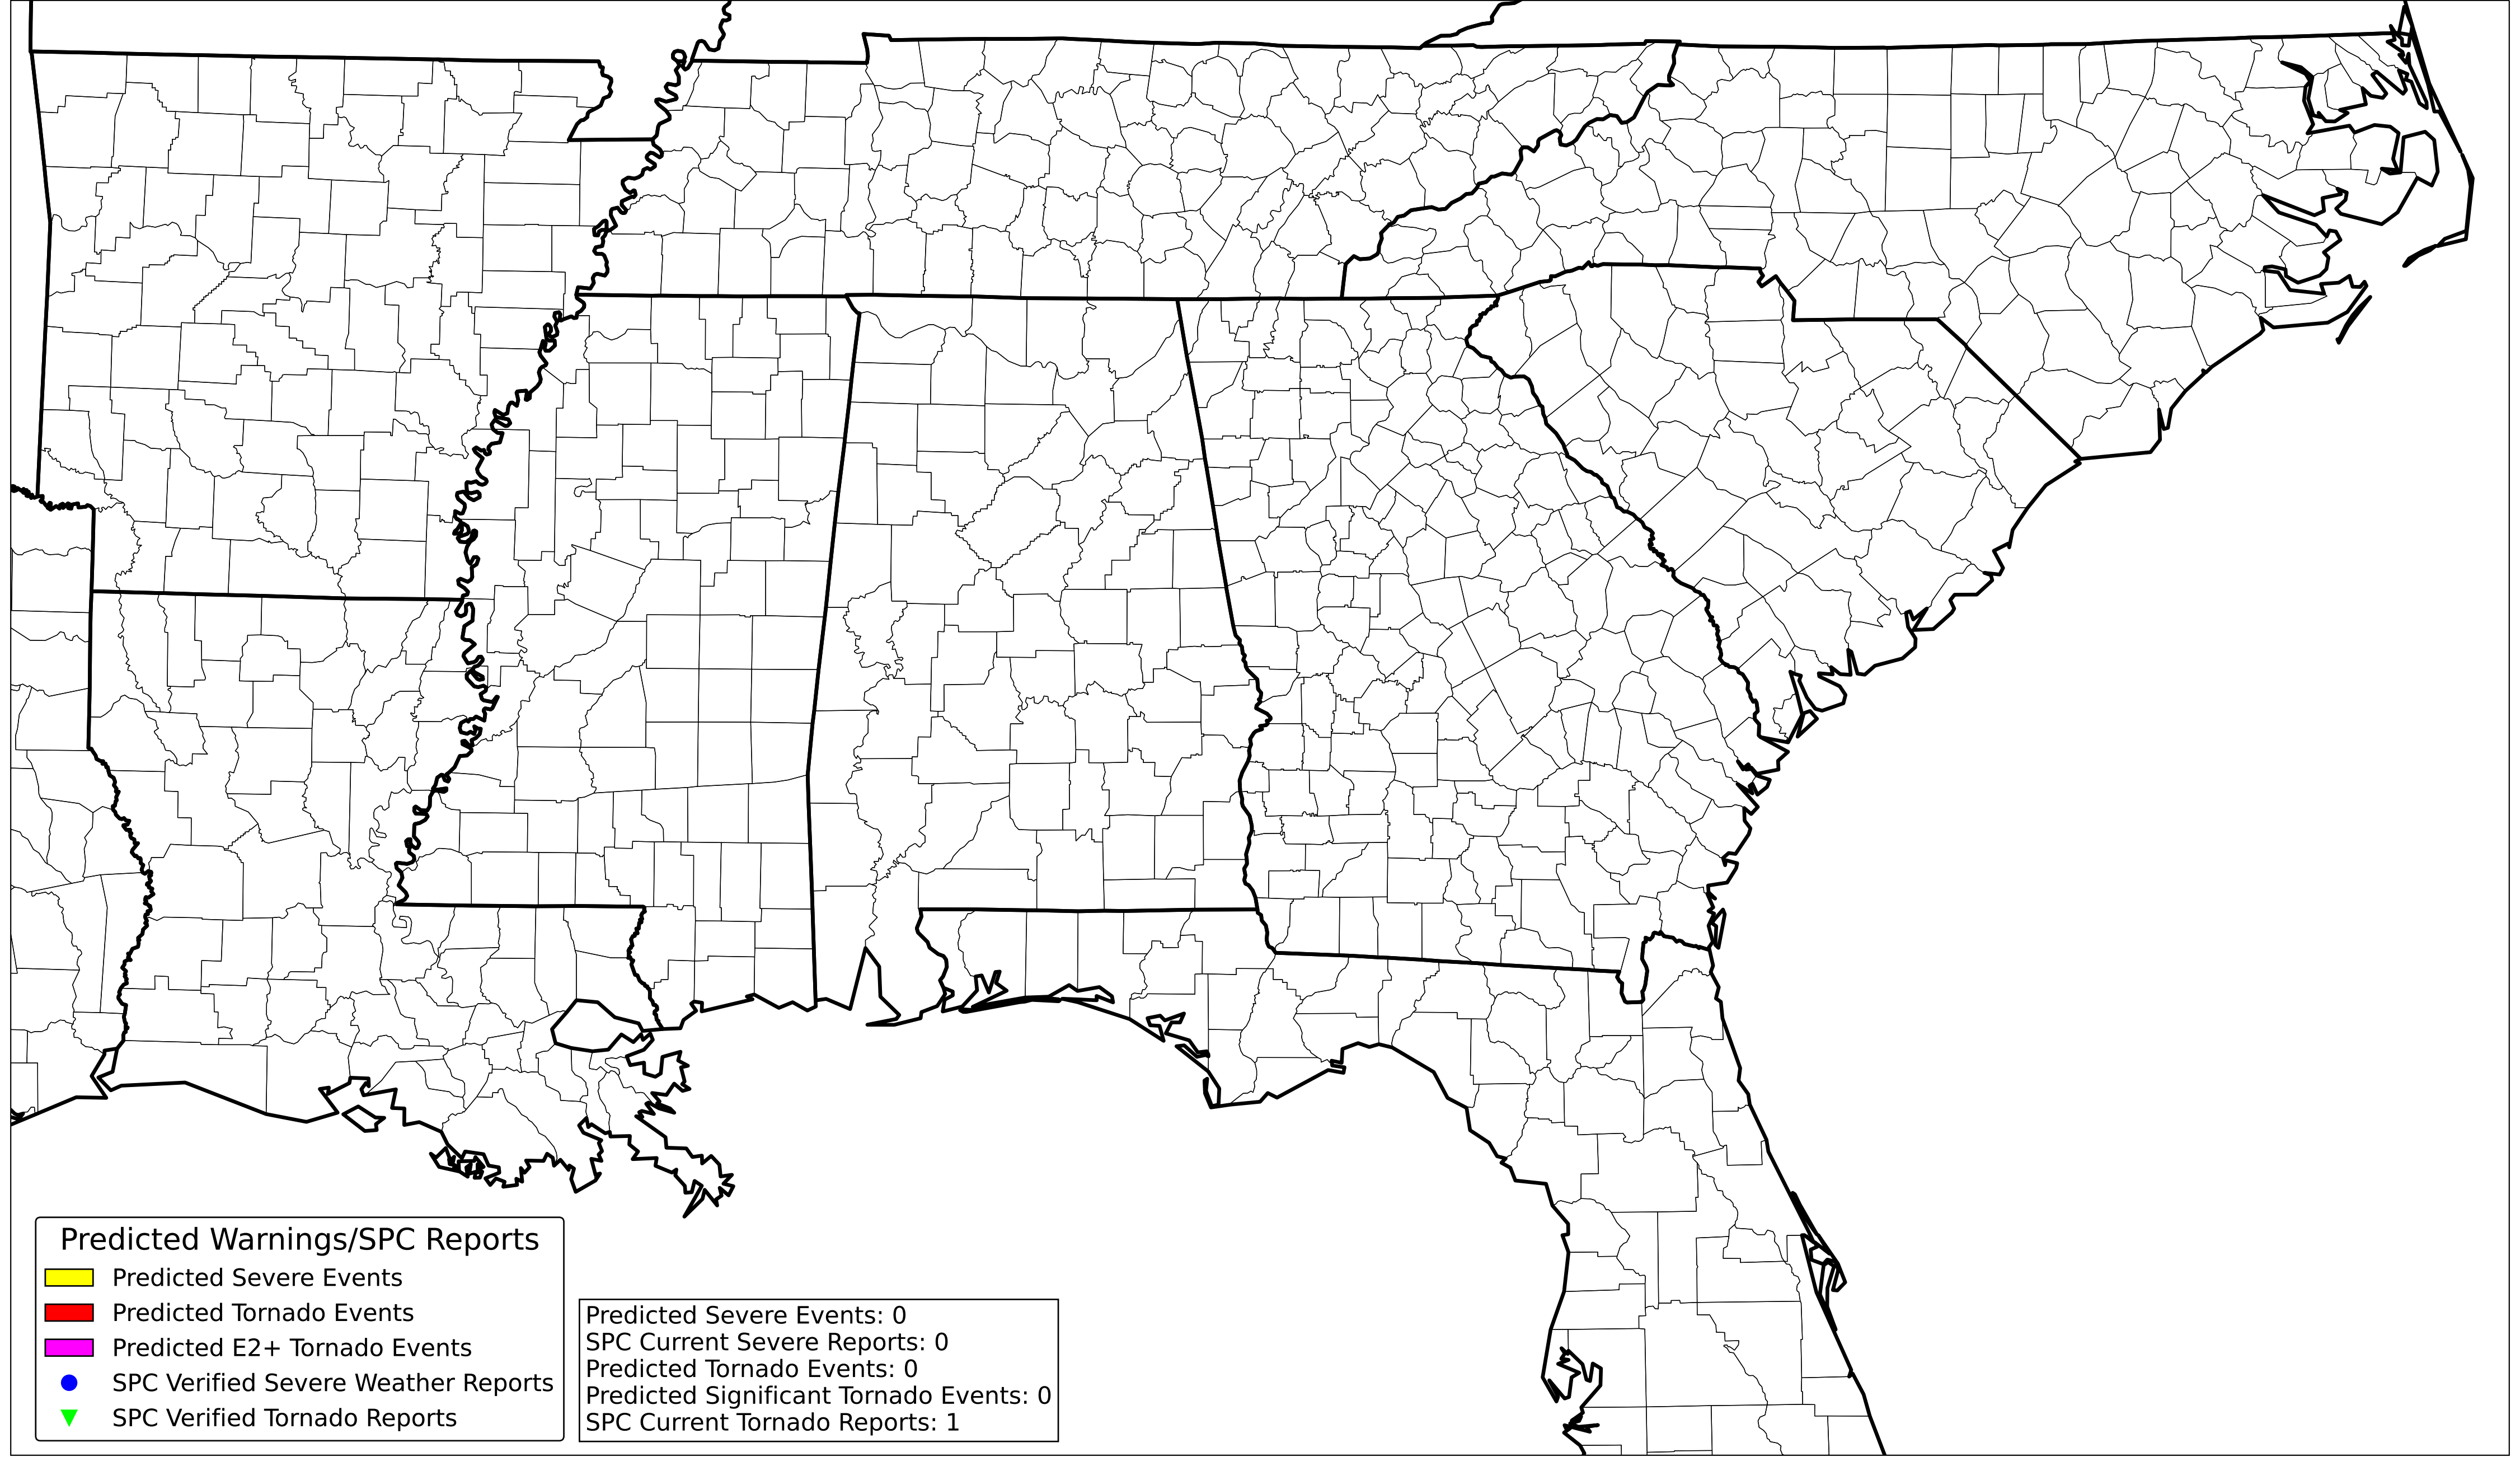 Predicted Warnings/SPC Reports
Predicted Severe Events
Predicted Tornado Events
Predicted E2+ Tornado Events
SPC Verified Severe Weather Reports
SPC Verified Tornado Reports
Predicted Severe Events: 0
SPC Current Severe Reports: 0
Predicted Tornado Events: 0
Predicted Significant Tornado Events: 0
SPC Current Tornado Reports: 1